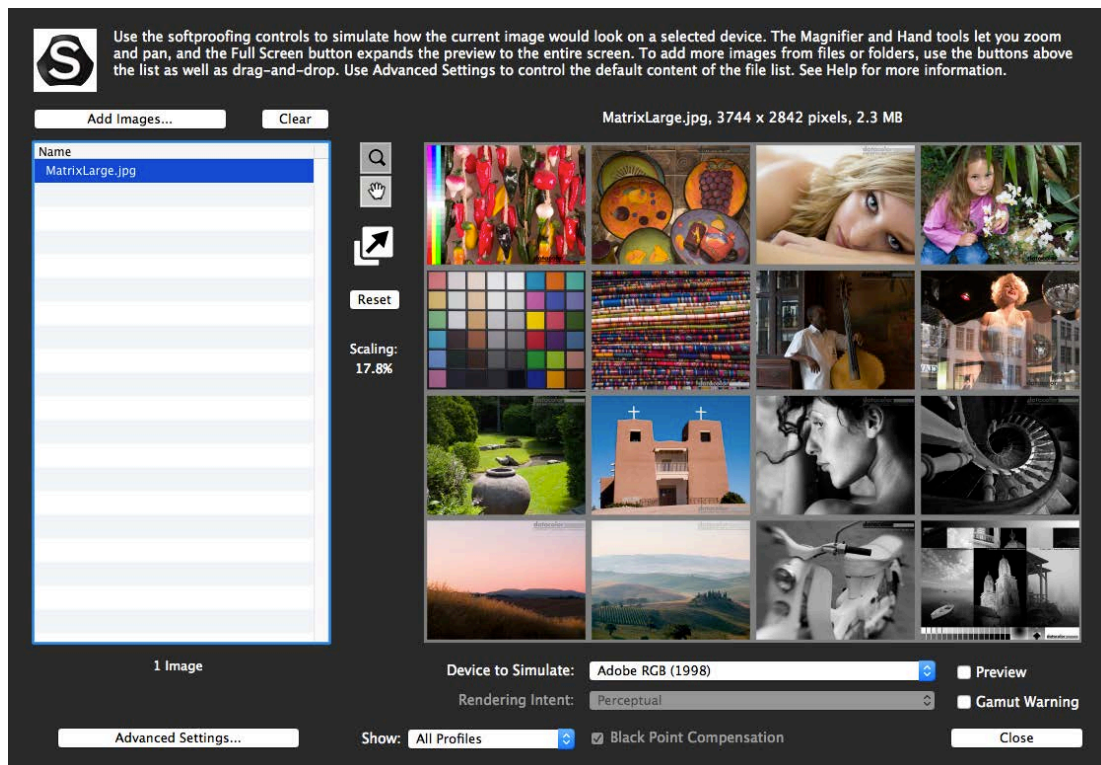 S
Use the softproofing controls to simulate how the current image would look on a selected device. The Magnifier and Hand tools let you zoom
and pan, and the Full Screen button expands the preview to the entire screen. To add more images from files or folders, use the buttons above
the list as well as drag-and-drop. Use Advanced Settings to control the default content of the file list. See Help for more information.
Add Images...
Clear
MatrixLarge.jpg, 3744 x 2842 pixels, 2.3 MB
Name
MatrixLarge.jpg
Reset
Scaling:
17.8%
1 Image
Device to Simulate:
Adobe RGB (1998)
Preview
Rendering Intent:
Perceptual
Gamut Warning
Advanced Settings...
Show:
All Profiles
Black Point Compensation
Close